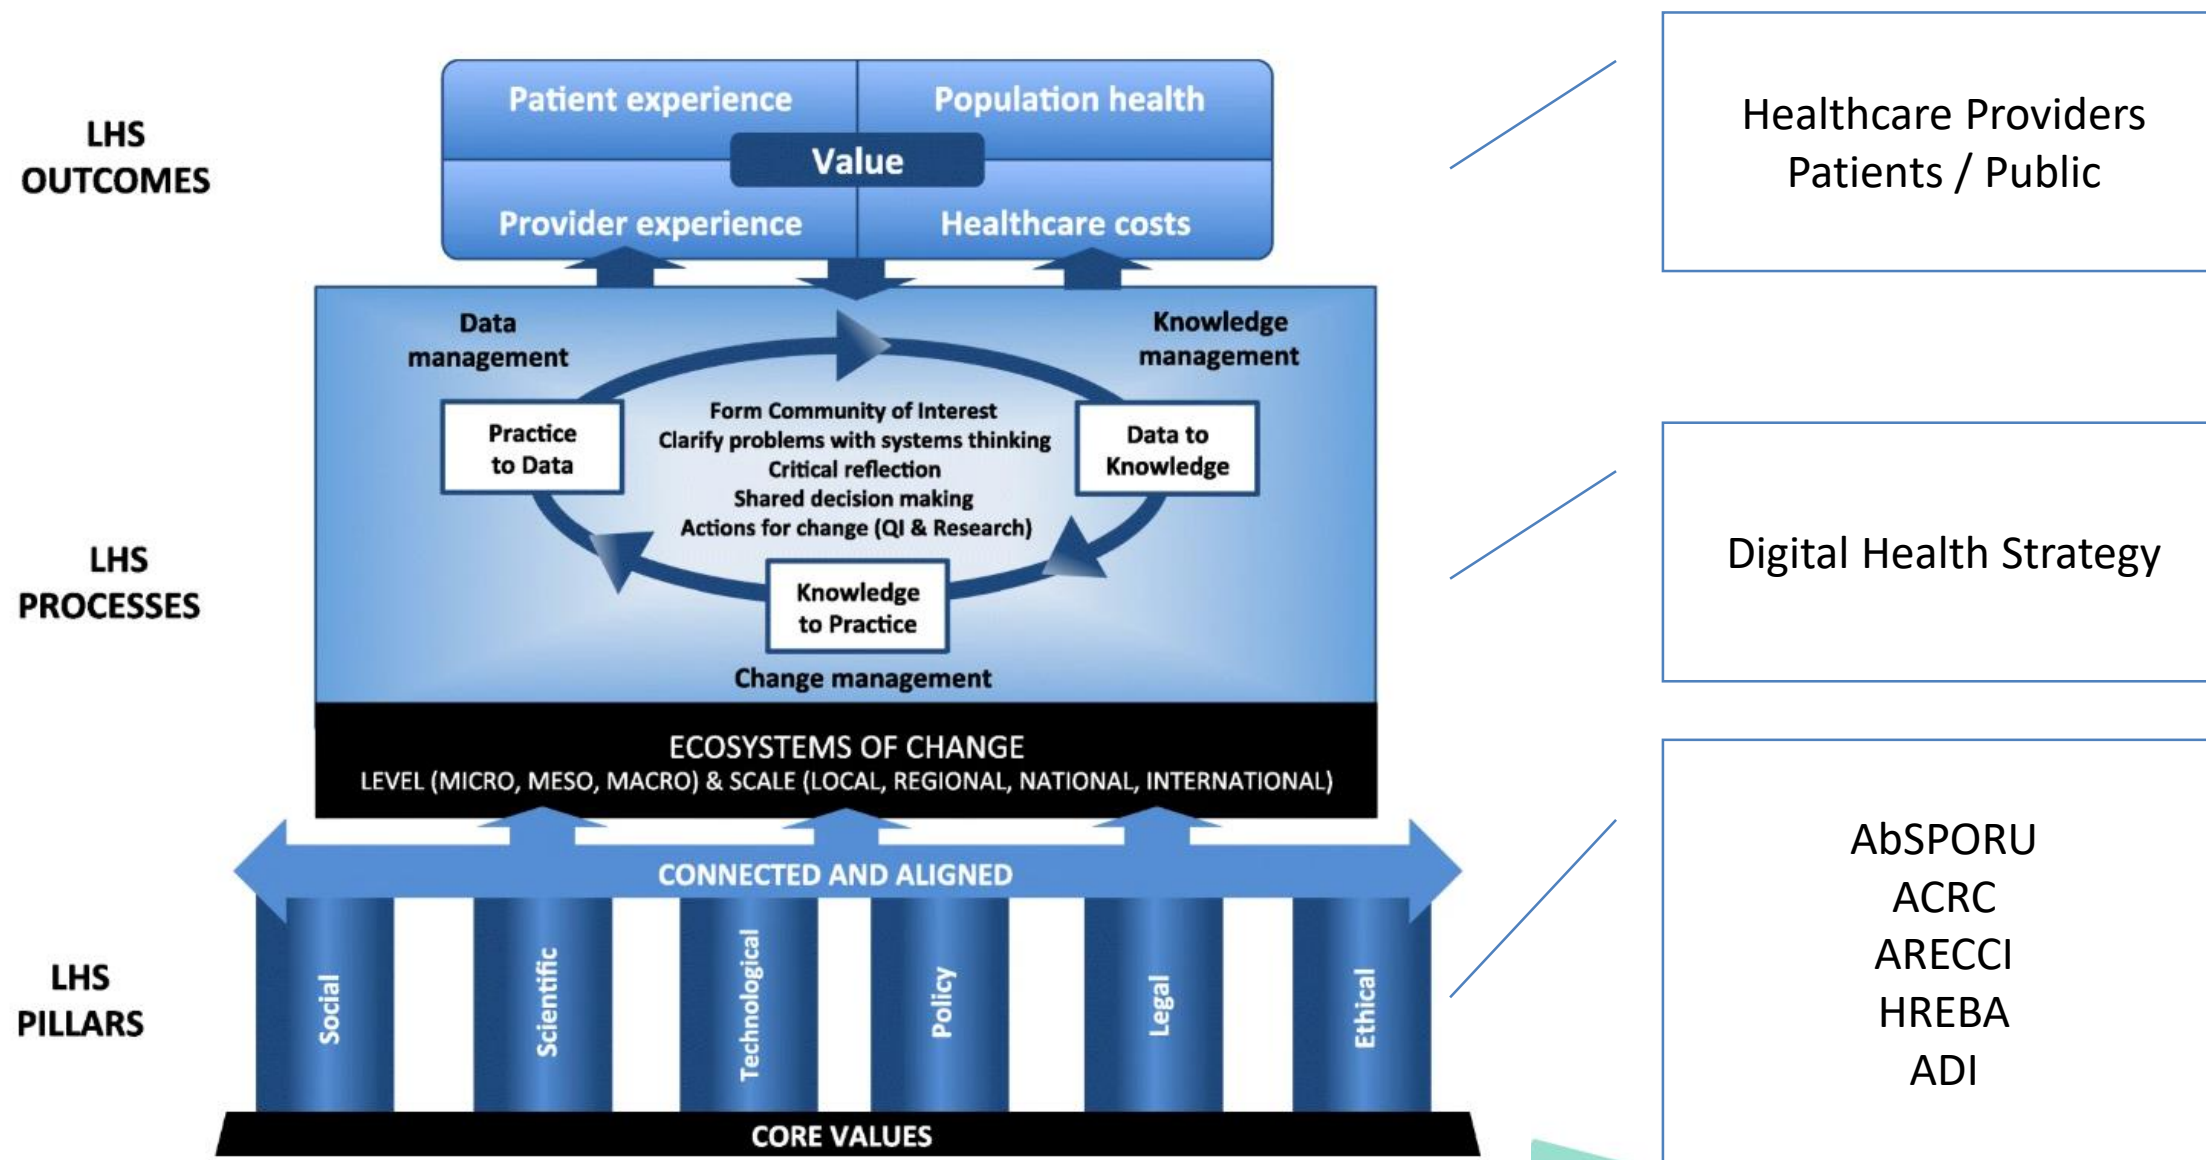 LHS
OUTCOMES
Patient experience
Population health
Value
Provider experience
Healthcare costs
Healthcare Providers
Patients / Public
LHS
PROCESSES
Data
management
Knowledge
management
Practice
to Data
Form Community of Interest
Clarify problems with systems thinking
Critical reflection
Shared decision making
Actions for change (QI & Research)
Data to
Knowledge
Knowledge
to Practice
Change management
ECOSYSTEMS OF CHANGE
LEVEL (MICRO, MESO, MACRO) & SCALE (LOCAL, REGIONAL, NATIONAL, INTERNATIONAL)
Digital Health Strategy
LHS
PILLARS
CONNECTED AND ALIGNED
Social
Scientific
Technological
Policy
Legal
Ethical
CORE VALUES
AbSPORU
ACRC
ARECCI
HREBA
ADI